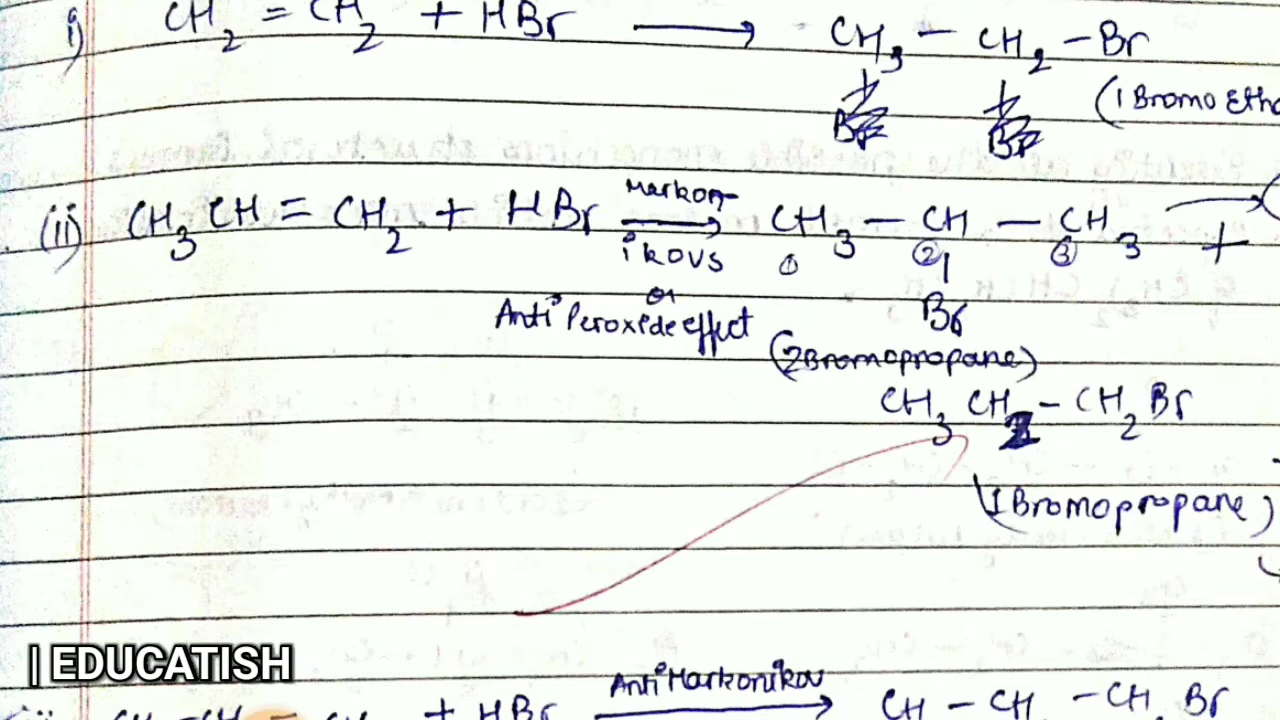 i) CH2 = CH2 + HBr ⟶ CH3 - CH2 - Br
Br Br
(1 Bromo Etha
(ii) CH3 CH = CH2 + HBr Markon- ikovs ⟶ CH3 - CH - CH3 ⟶ +
① ② ③
or
Anti Peroxide effect
Br
(2Bromopropane)
CH3 CH2 - CH2 Br
(1Bromopropane)
| EDUCATISH
Anti Markonikov
+ HBr ⟶ CH - CH - CH Br